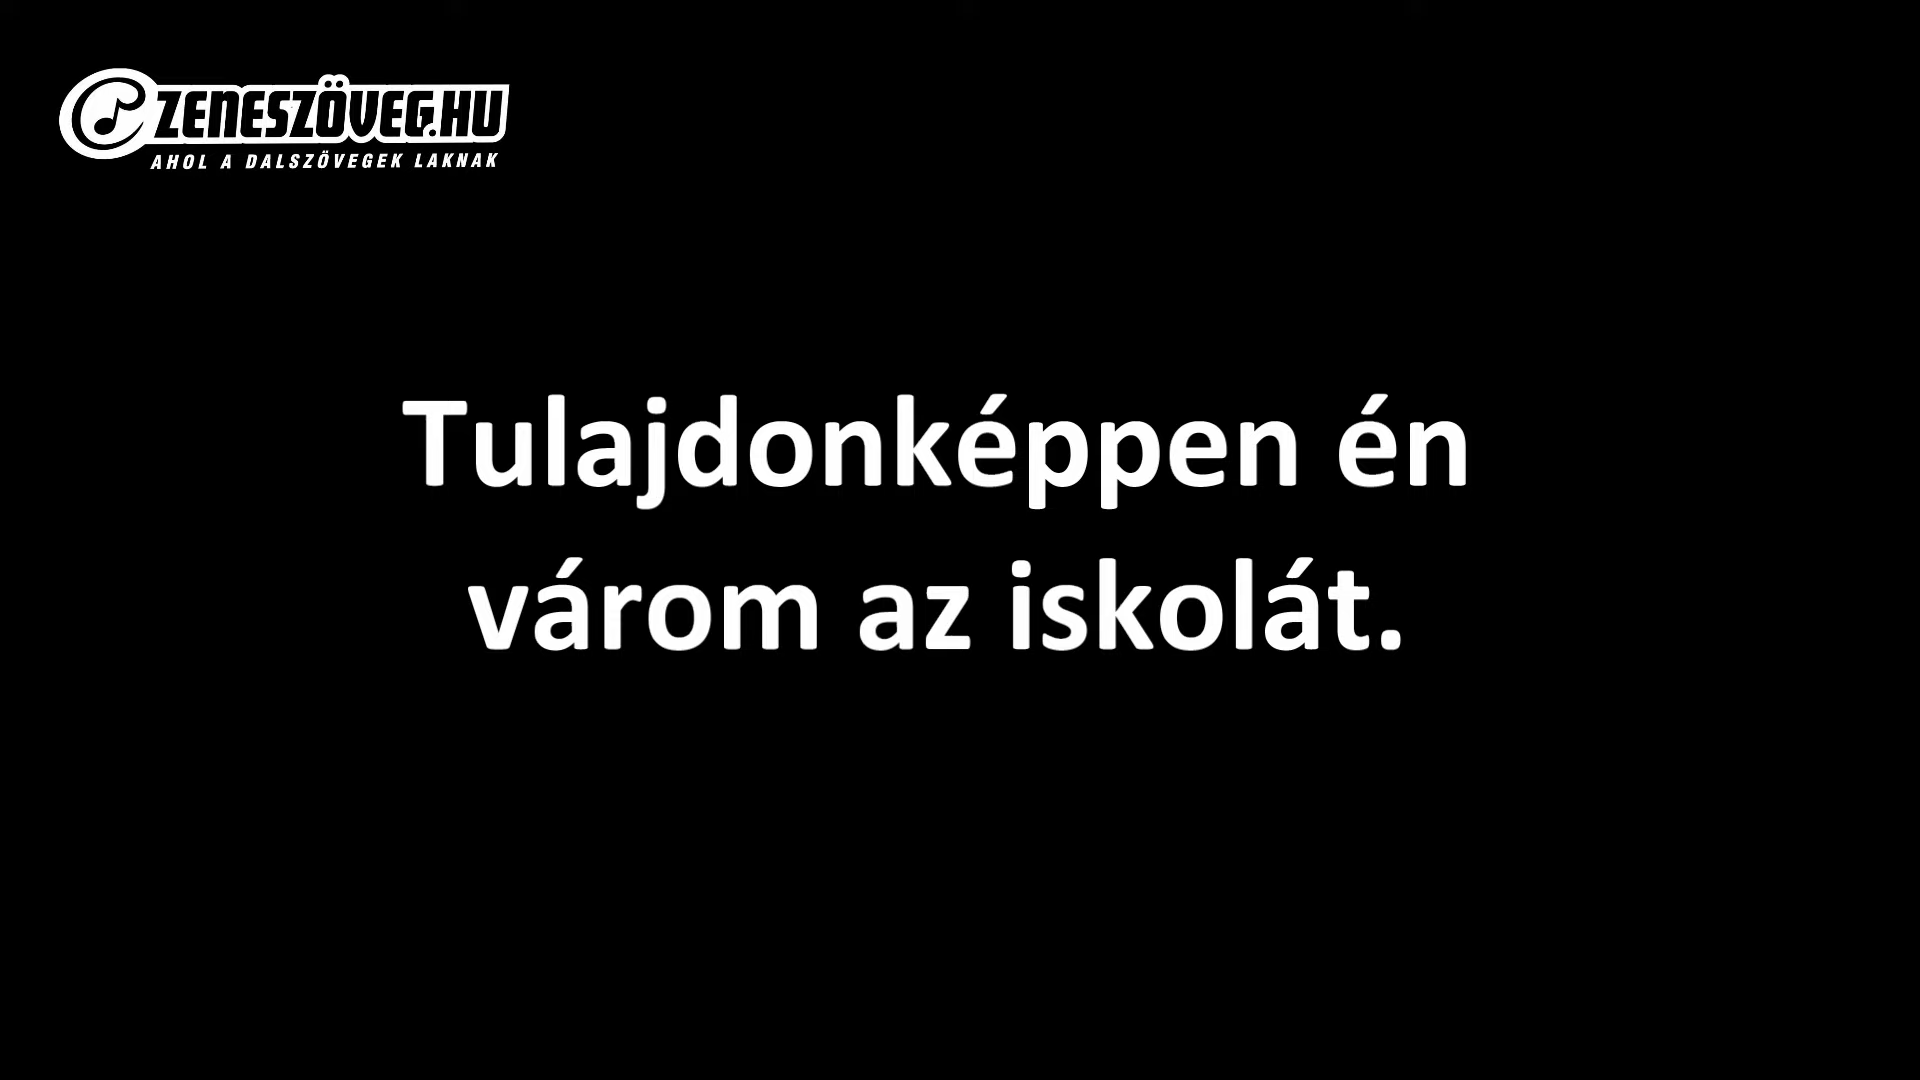 ZENESZÖVEG.HU
AHOL A DALSZÖVEGEK LAKNAK
Tulajdonképpen én
várom az iskolát.